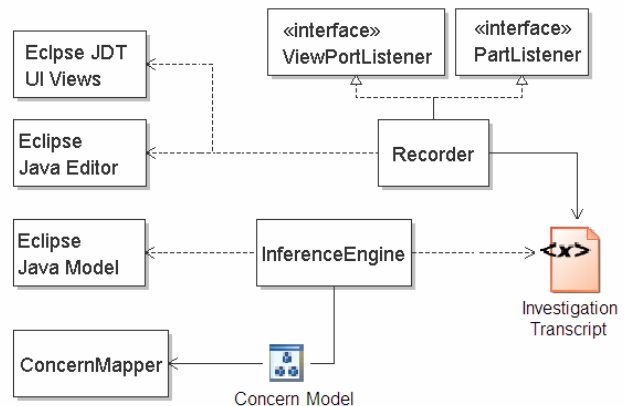 Eclpse JDT
UI Views
«interface»
ViewPortListener
«interface»
PartListener
Eclipse
Java Editor
Recorder
Eclipse
Java Model
InferenceEngine
<x>
Investigation
Transcript
ConcernMapper
Concern Model